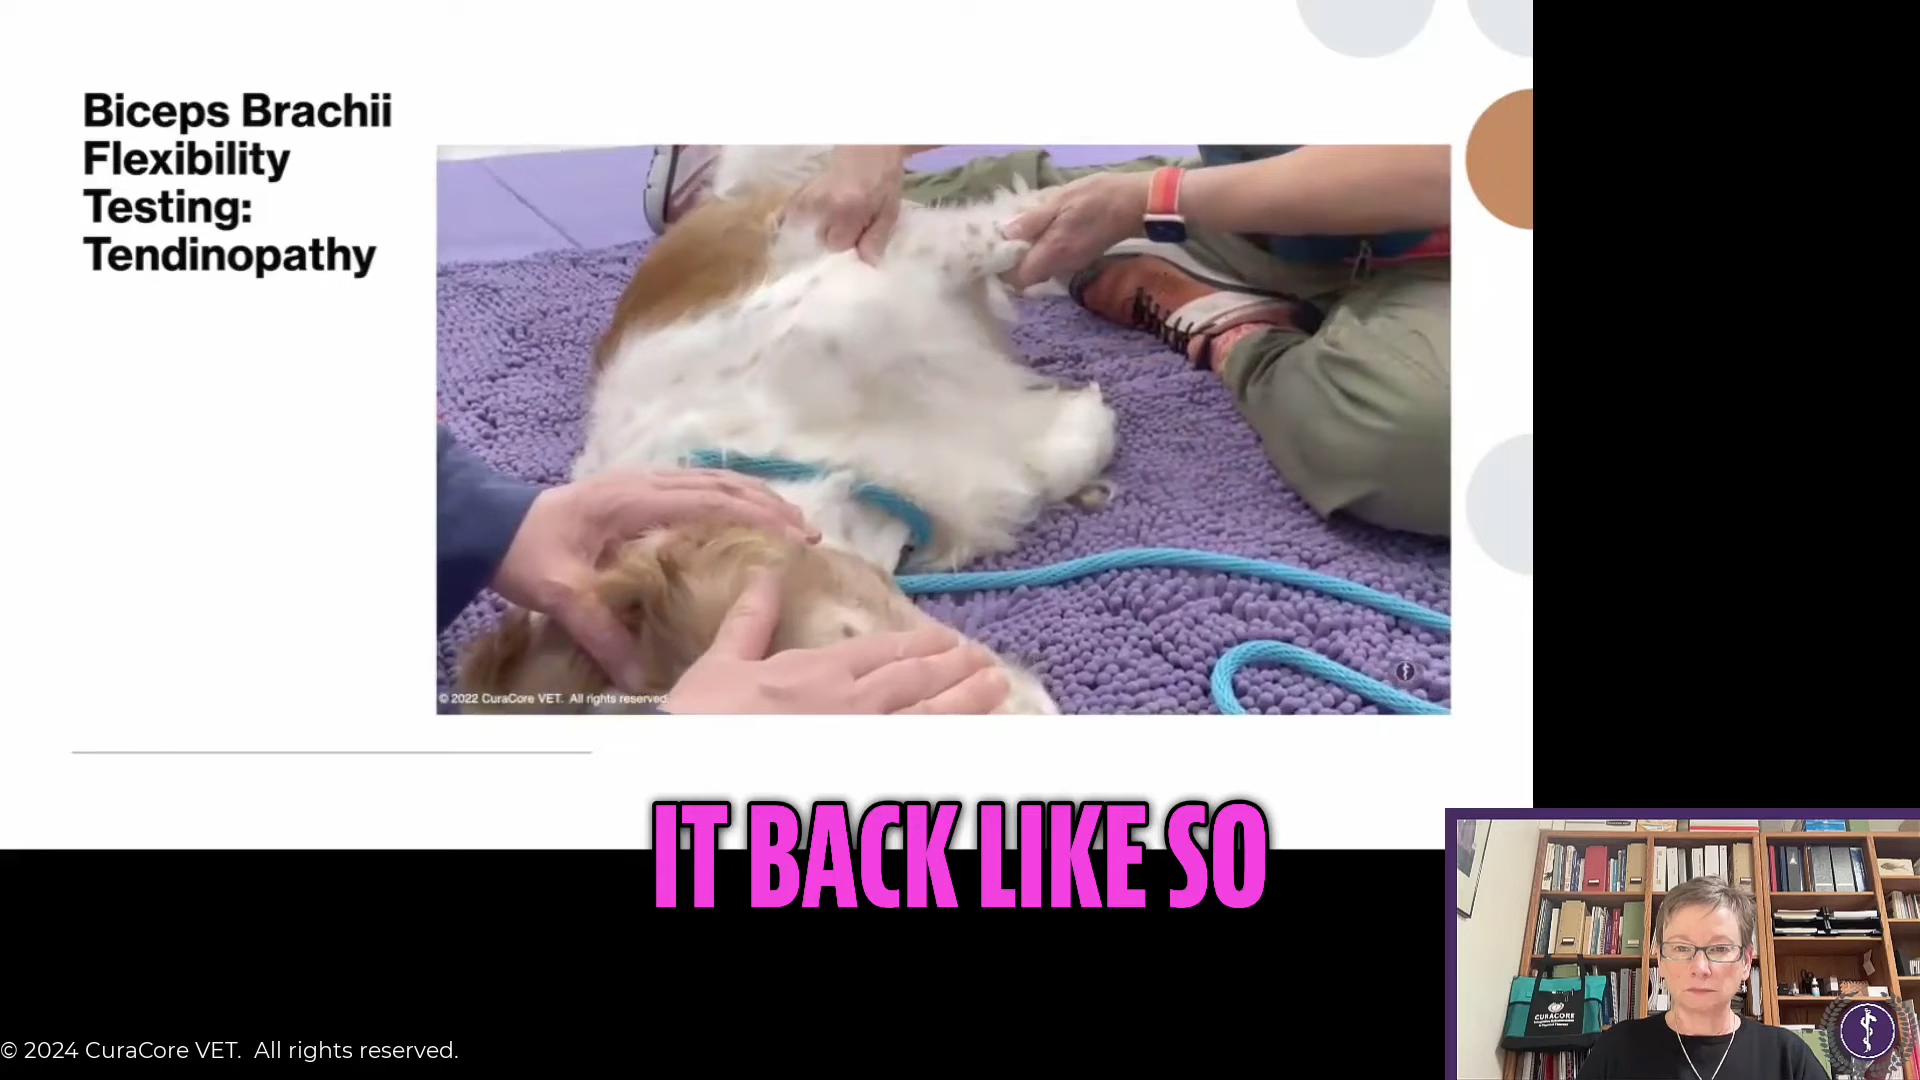 Biceps Brachii
Flexibility
Testing:
Tendinopathy
© 2022 CuraCore VET.  All rights reserved.
IT BACK LIKE SO
CURACORE
© 2024 CuraCore VET.  All rights reserved.